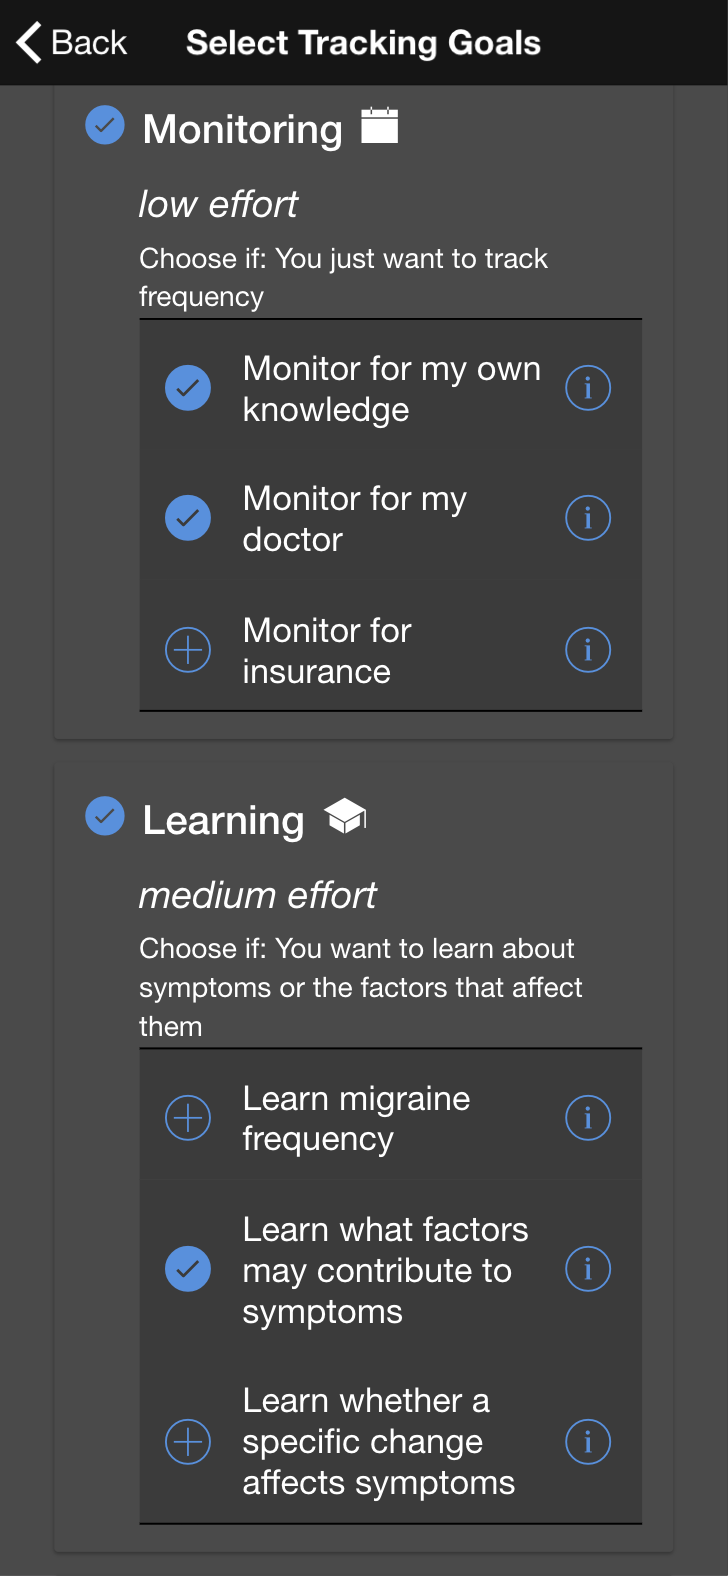 Back Select Tracking Goals
Monitoring
low effort
Choose if: You just want to track
frequency
Monitor for my own
knowledge
i
Monitor for my
doctor
i
Monitor for
insurance
i
Learning
medium effort
Choose if: You want to learn about
symptoms or the factors that affect
them
Learn migraine
frequency
i
Learn what factors
may contribute to
symptoms
i
Learn whether a
specific change
affects symptoms
i